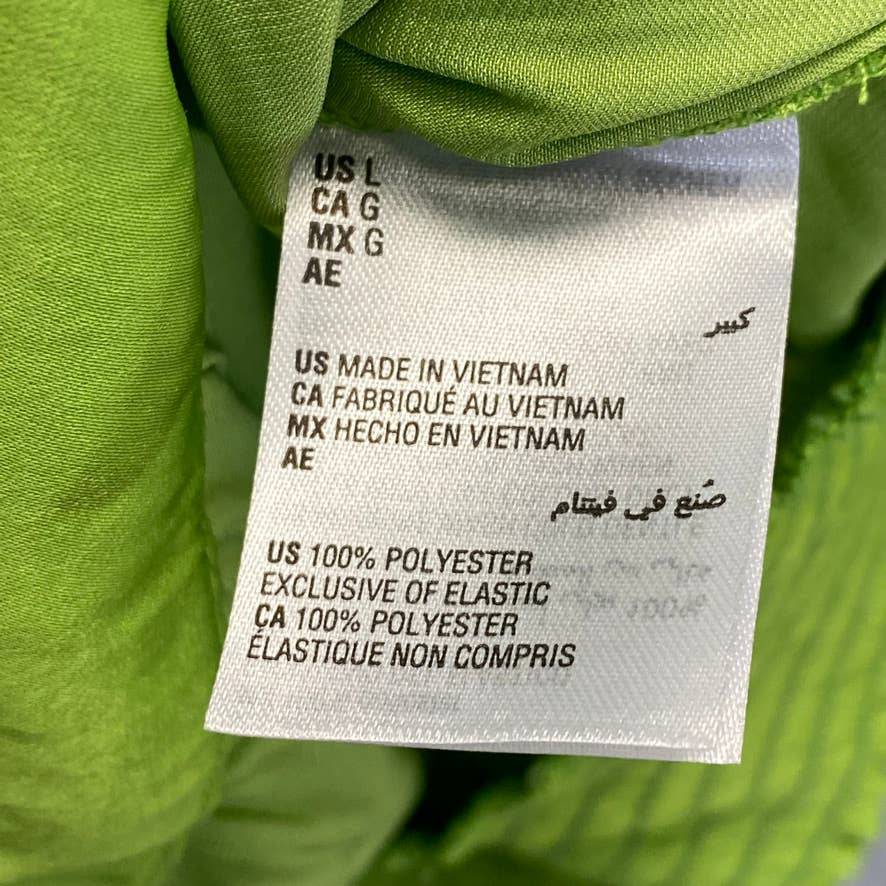 US L
CA G
MX G
AE
كبير
US MADE IN VIETNAM
CA FABRIQUÉ AU VIETNAM
MX HECHO EN VIETNAM
AE
صُنع في فيتنام
US 100% POLYESTER
EXCLUSIVE OF ELASTIC
CA 100% POLYESTER
ÉLASTIQUE NON COMPRIS